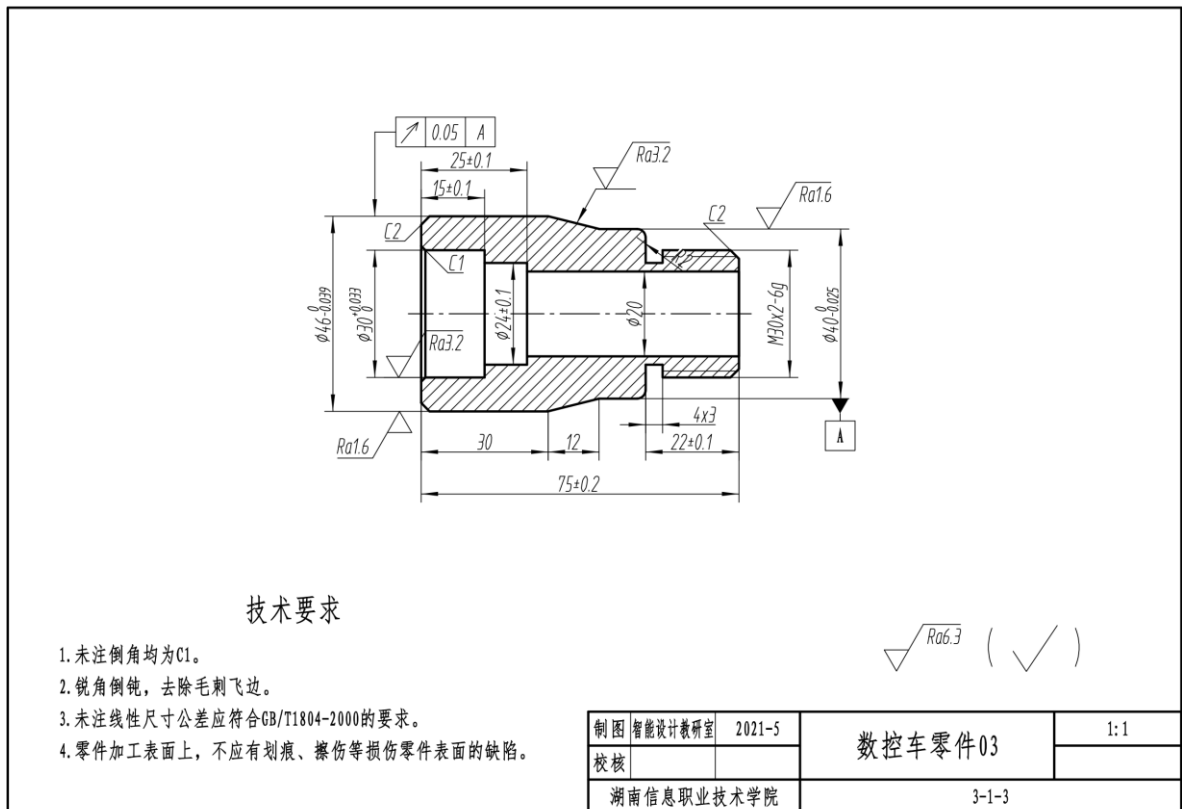 ↗ 0.05 A
25±0.1
15±0.1
Ra3.2
Ra1.6
C2
C2
C1
φ46 0 -0.039
φ30 +0.033 0
φ24±0.1
φ20
M30x2-6g
φ40 0 -0.025
Ra3.2
Ra1.6
4x3
A
30
12
22±0.1
75±0.2
技术要求
1.未注倒角均为C1。
2.锐角倒钝，去除毛刺飞边。
3.未注线性尺寸公差应符合GB/T1804-2000的要求。
4.零件加工表面上，不应有划痕、擦伤等损伤零件表面的缺陷。
Ra6.3 ( )
制图 智能设计教研室 2021-5
数控车零件03
1:1
校核
湖南信息职业技术学院
3-1-3